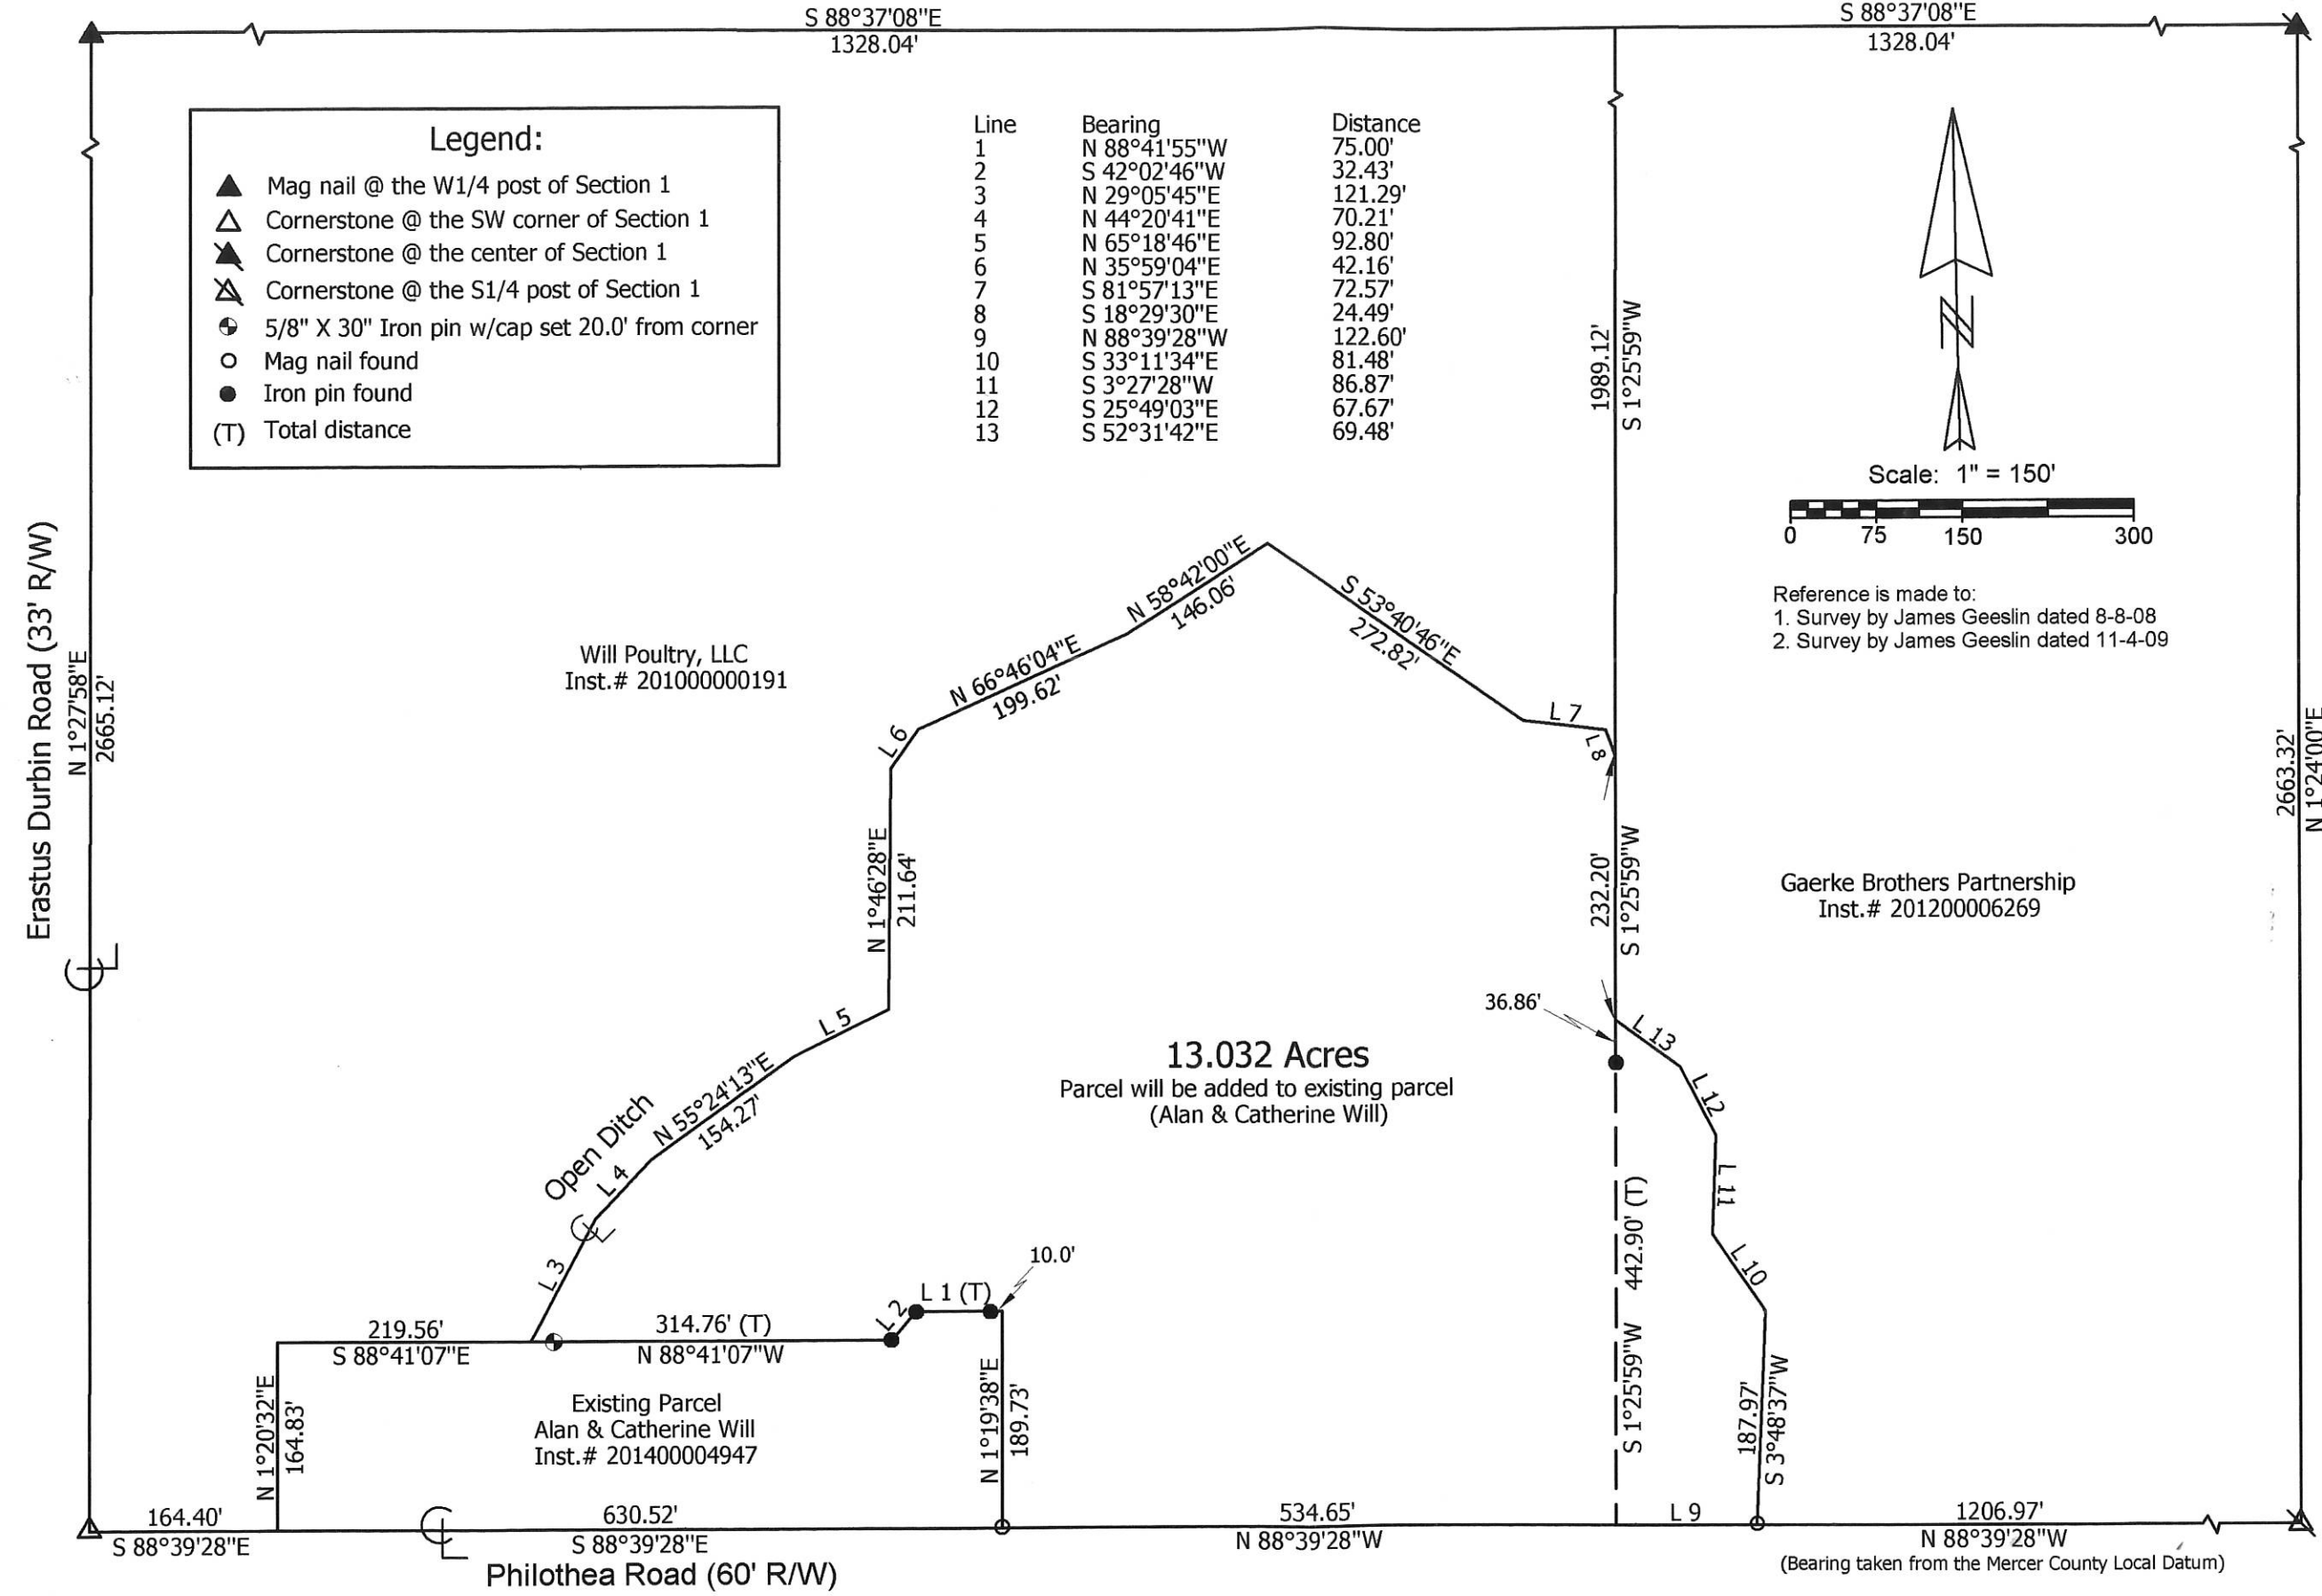 S 88°37'08"E
1328.04'
S 88°37'08"E
1328.04'
Legend:
Mag nail @ the W1/4 post of Section 1
Cornerstone @ the SW corner of Section 1
Cornerstone @ the center of Section 1
Cornerstone @ the S1/4 post of Section 1
5/8" X 30" Iron pin w/cap set 20.0' from corner
Mag nail found
Iron pin found
(T) Total distance
Line Bearing Distance
1 N 88°41'55"W 75.00'
2 S 42°02'46"W 32.43'
3 N 29°05'45"E 121.29'
4 N 44°20'41"E 70.21'
5 N 65°18'46"E 92.80'
6 N 35°59'04"E 42.16'
7 S 81°57'13"E 72.57'
8 S 18°29'30"E 24.49'
9 N 88°39'28"W 122.60'
10 S 33°11'34"E 81.48'
11 S 3°27'28"W 86.87'
12 S 25°49'03"E 67.67'
13 S 52°31'42"E 69.48'
1989.12'
S 1°25'59"W
N
Scale: 1" = 150'
0 75 150 300
Reference is made to:
1. Survey by James Geeslin dated 8-8-08
2. Survey by James Geeslin dated 11-4-09
Erastus Durbin Road (33' R/W)
N 1°27'58"E
2665.12'
Will Poultry, LLC
Inst.# 201000000191
N 58°42'00"E
146.06'
S 53°40'46"E
272.82'
N 66°46'04"E
199.62'
L 6
L 7
L 8
2663.32'
N 1°24'00"E
N 1°46'28"E
211.64'
232.20'
S 1°25'59"W
Gaerke Brothers Partnership
Inst.# 201200006269
36.86'
L 5
L 13
13.032 Acres
Parcel will be added to existing parcel
(Alan & Catherine Will)
N 55°24'13"E
154.27'
L 12
Open Ditch
L 4
L 11
442.90' (T)
S 1°25'59"W
L 3
10.0'
L 10
L 1 (T)
L 2
219.56'
S 88°41'07"E
314.76' (T)
N 88°41'07"W
N 1°20'32"E
164.83'
Existing Parcel
Alan & Catherine Will
Inst.# 201400004947
N 1°19'38"E
189.73'
187.97'
S 3°48'37"W
164.40'
S 88°39'28"E
630.52'
S 88°39'28"E
534.65'
N 88°39'28"W
L 9
1206.97'
N 88°39'28"W
(Bearing taken from the Mercer County Local Datum)
Philothea Road (60' R/W)